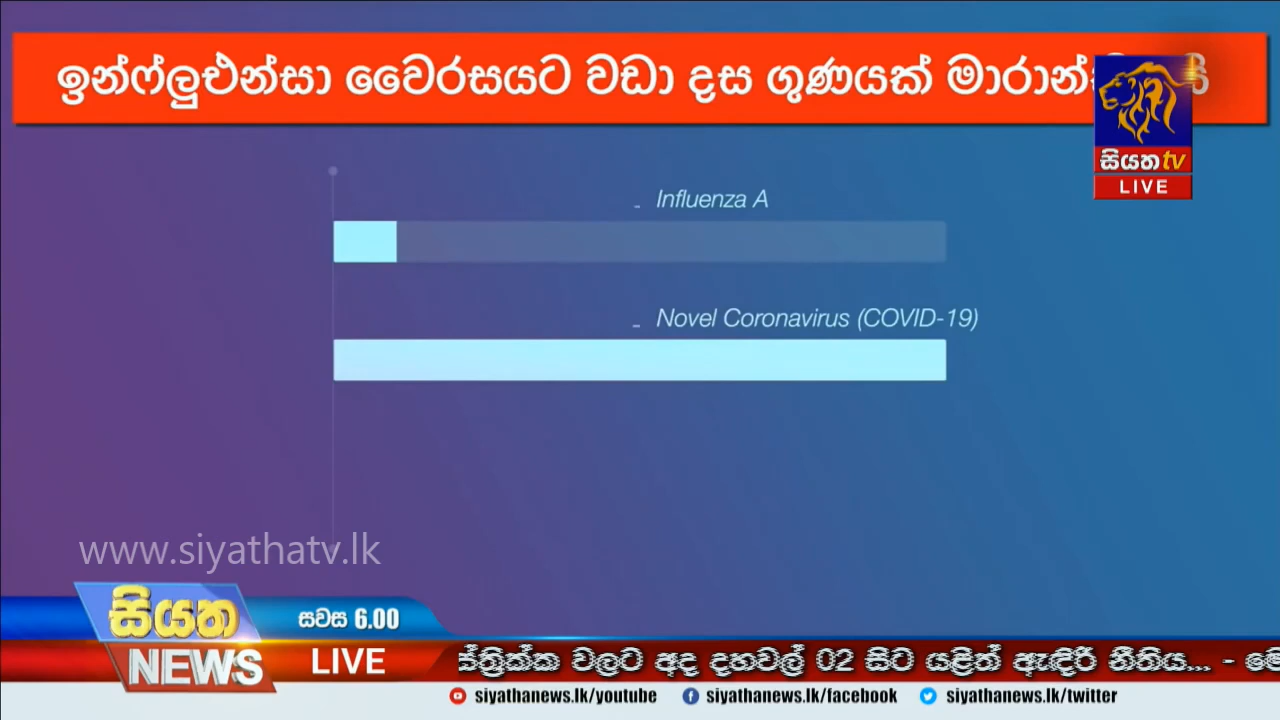 ඉන්ෆ්ලුඑන්සා වෛරසයට වඩා දස ගුණයක්
සියත tv
LIVE
Influenza A
Novel Coronavirus (COVID-19)
www.siyathatv.lk
සියත
NEWS
සවස 6.00
LIVE
ස්ත්‍රික්ක වලට අද දහවල් 02 සිට යළිත් ඇඳිරි නීතිය... -
siyathanews.lk/youtube siyathanews.lk/facebook siyathanews.lk/twitter